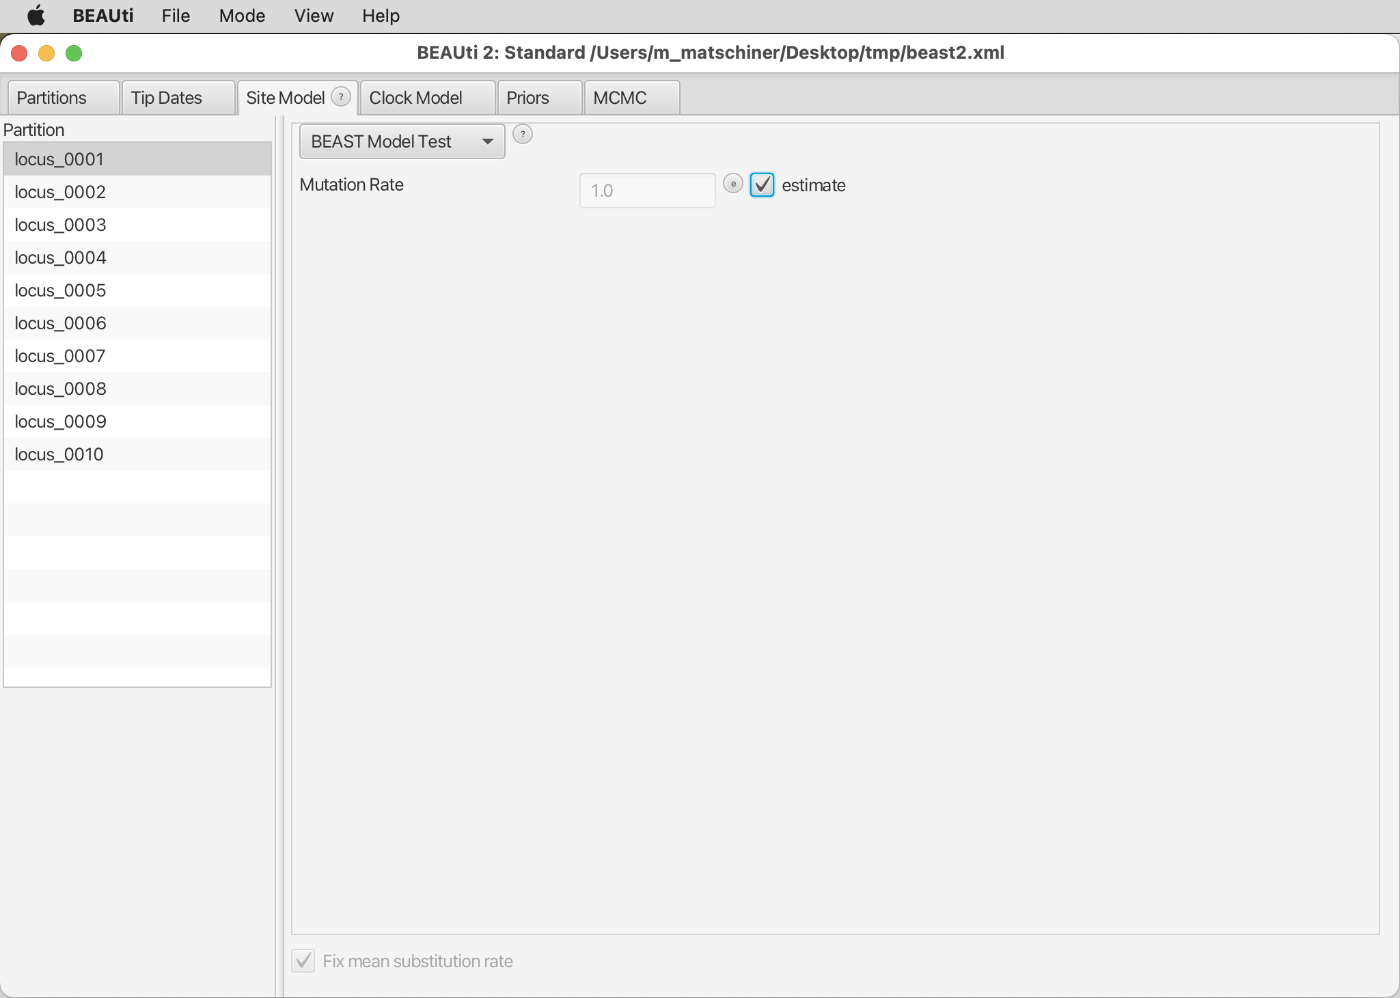 BEAUti File Mode View Help
BEAUti 2: Standard /Users/m_matschiner/Desktop/tmp/beast2.xml
Partitions Tip Dates Site Model ? Clock Model Priors MCMC
Partition
locus_0001
locus_0002
locus_0003
locus_0004
locus_0005
locus_0006
locus_0007
locus_0008
locus_0009
locus_0010
BEAST Model Test ?
Mutation Rate 1.0 e estimate
Fix mean substitution rate